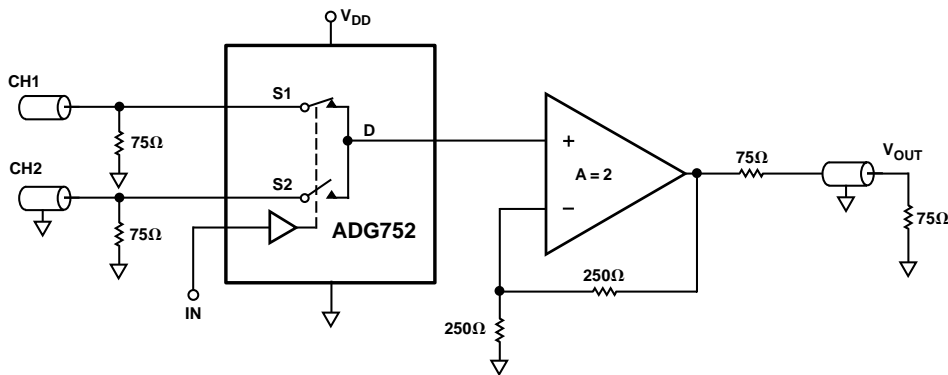 V_DD
CH1
S1
75Ω
D
CH2
S2
75Ω
ADG752
IN
+
A = 2
−
75Ω
V_OUT
75Ω
250Ω
250Ω